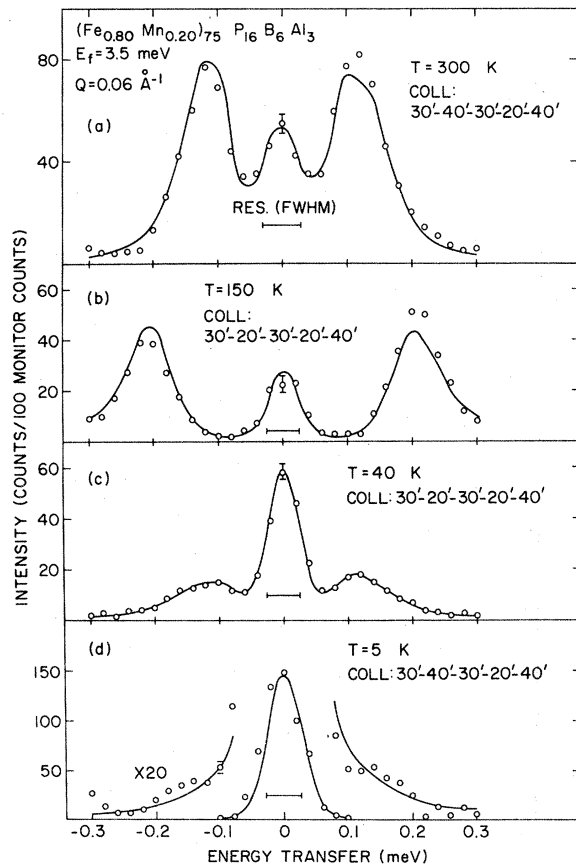 (Fe0.80 Mn0.20)75 P16 B6 Al3
Ef=3.5 meV
Q=0.06 Å-1
(a)
T=300 K
COLL:
30'-40'-30'-20'-40'
RES. (FWHM)
80
40
(b)
T=150 K
COLL:
30'-20'-30'-20'-40'
60
40
20
(c)
T=40 K
COLL: 30'-20'-30'-20'-40'
60
40
20
(d)
T=5 K
COLL: 30'-40'-30'-20'-40'
X20
150
100
50
-0.3 -0.2 -0.1 0 0.1 0.2 0.3
ENERGY TRANSFER (meV)
INTENSITY (COUNTS/100 MONITOR COUNTS)